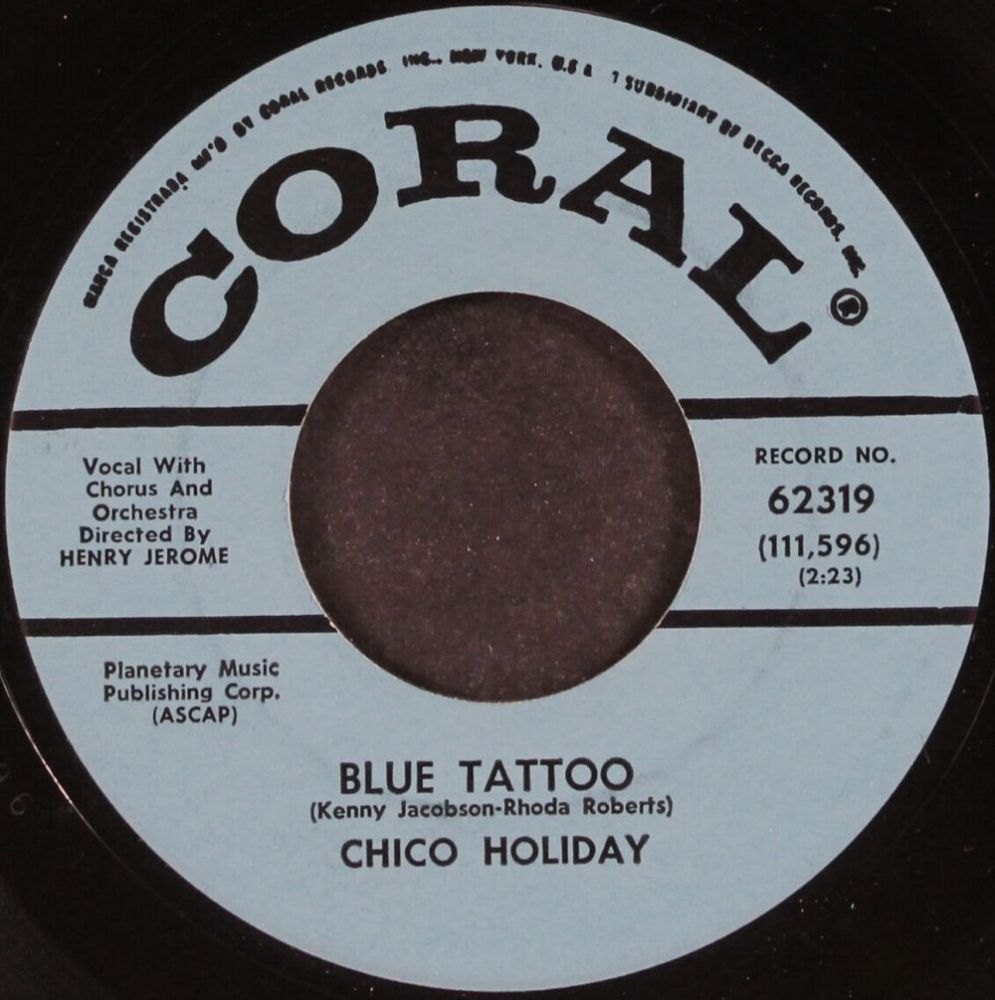 MARCA REGISTRADA MF'D BY CORAL RECORDS INC., NEW YORK, U.S A SUBSIDIARY OF DECCA RECORDS, INC.
CORAL ®
Vocal With
Chorus And
Orchestra
Directed By
HENRY JEROME
RECORD NO.
62319
(111,596)
(2:23)
Planetary Music
Publishing Corp.
(ASCAP)
BLUE TATTOO
(Kenny Jacobson-Rhoda Roberts)
CHICO HOLIDAY